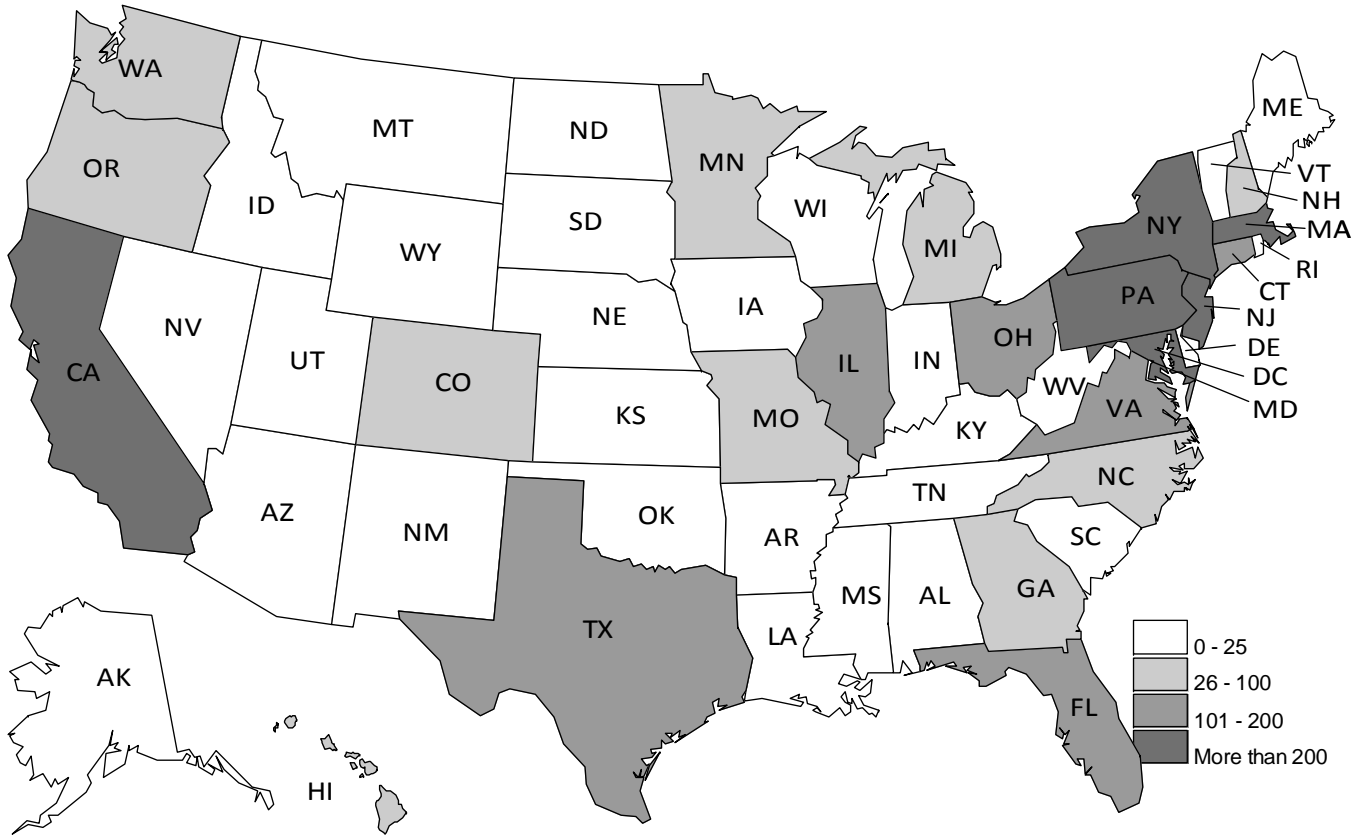 WA
ME
MT
ND
MN
VT
OR
NH
ID
WI
SD
NY
MA
MI
WY
RI
CT
IA
PA
NJ
NE
NV
OH
DE
UT
IN
IL
CA
DC
CO
WV
MD
VA
KS
MO
KY
NC
TN
AZ
OK
NM
AR
SC
GA
MS
AL
TX
LA
0 - 25
AK
26 - 100
FL
101 - 200
More than 200
HI